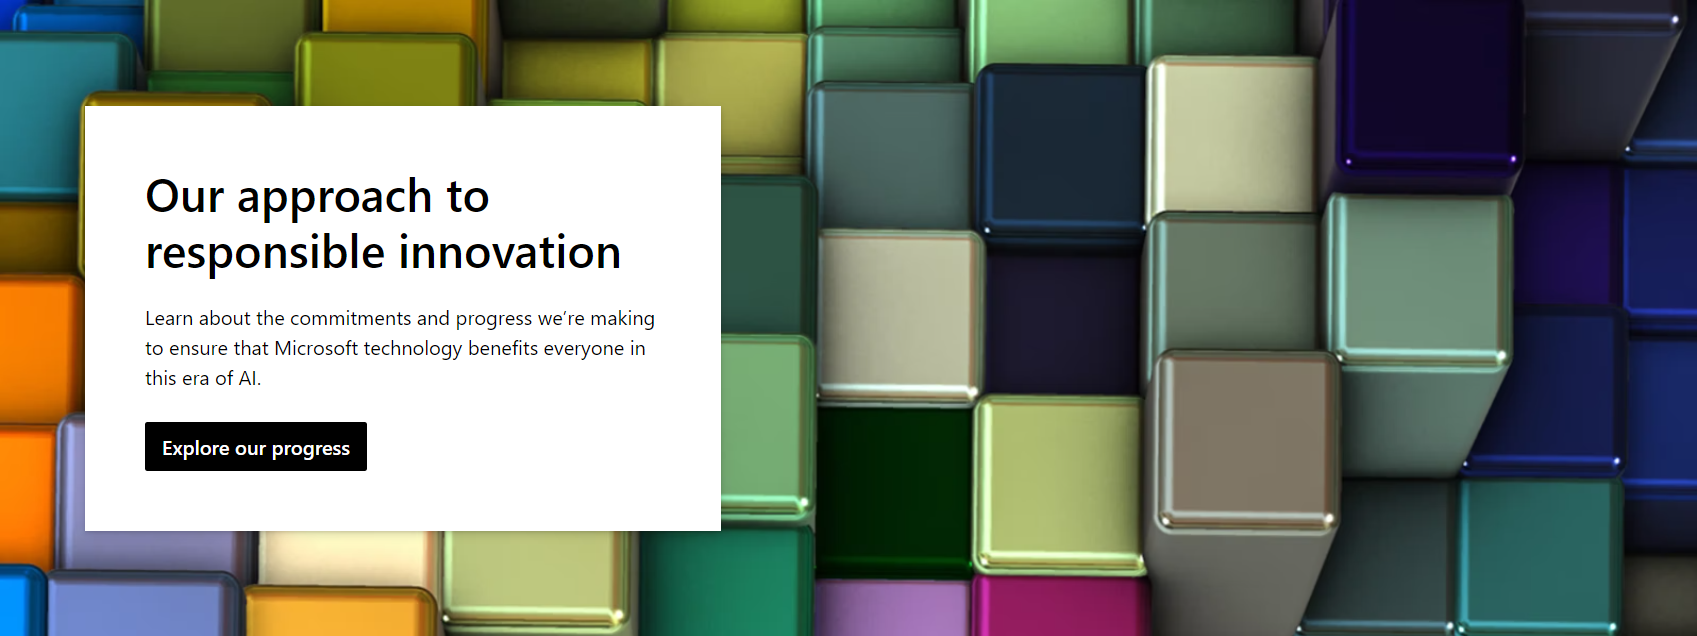 Our approach to
responsible innovation
Learn about the commitments and progress we’re making
to ensure that Microsoft technology benefits everyone in
this era of AI.
Explore our progress